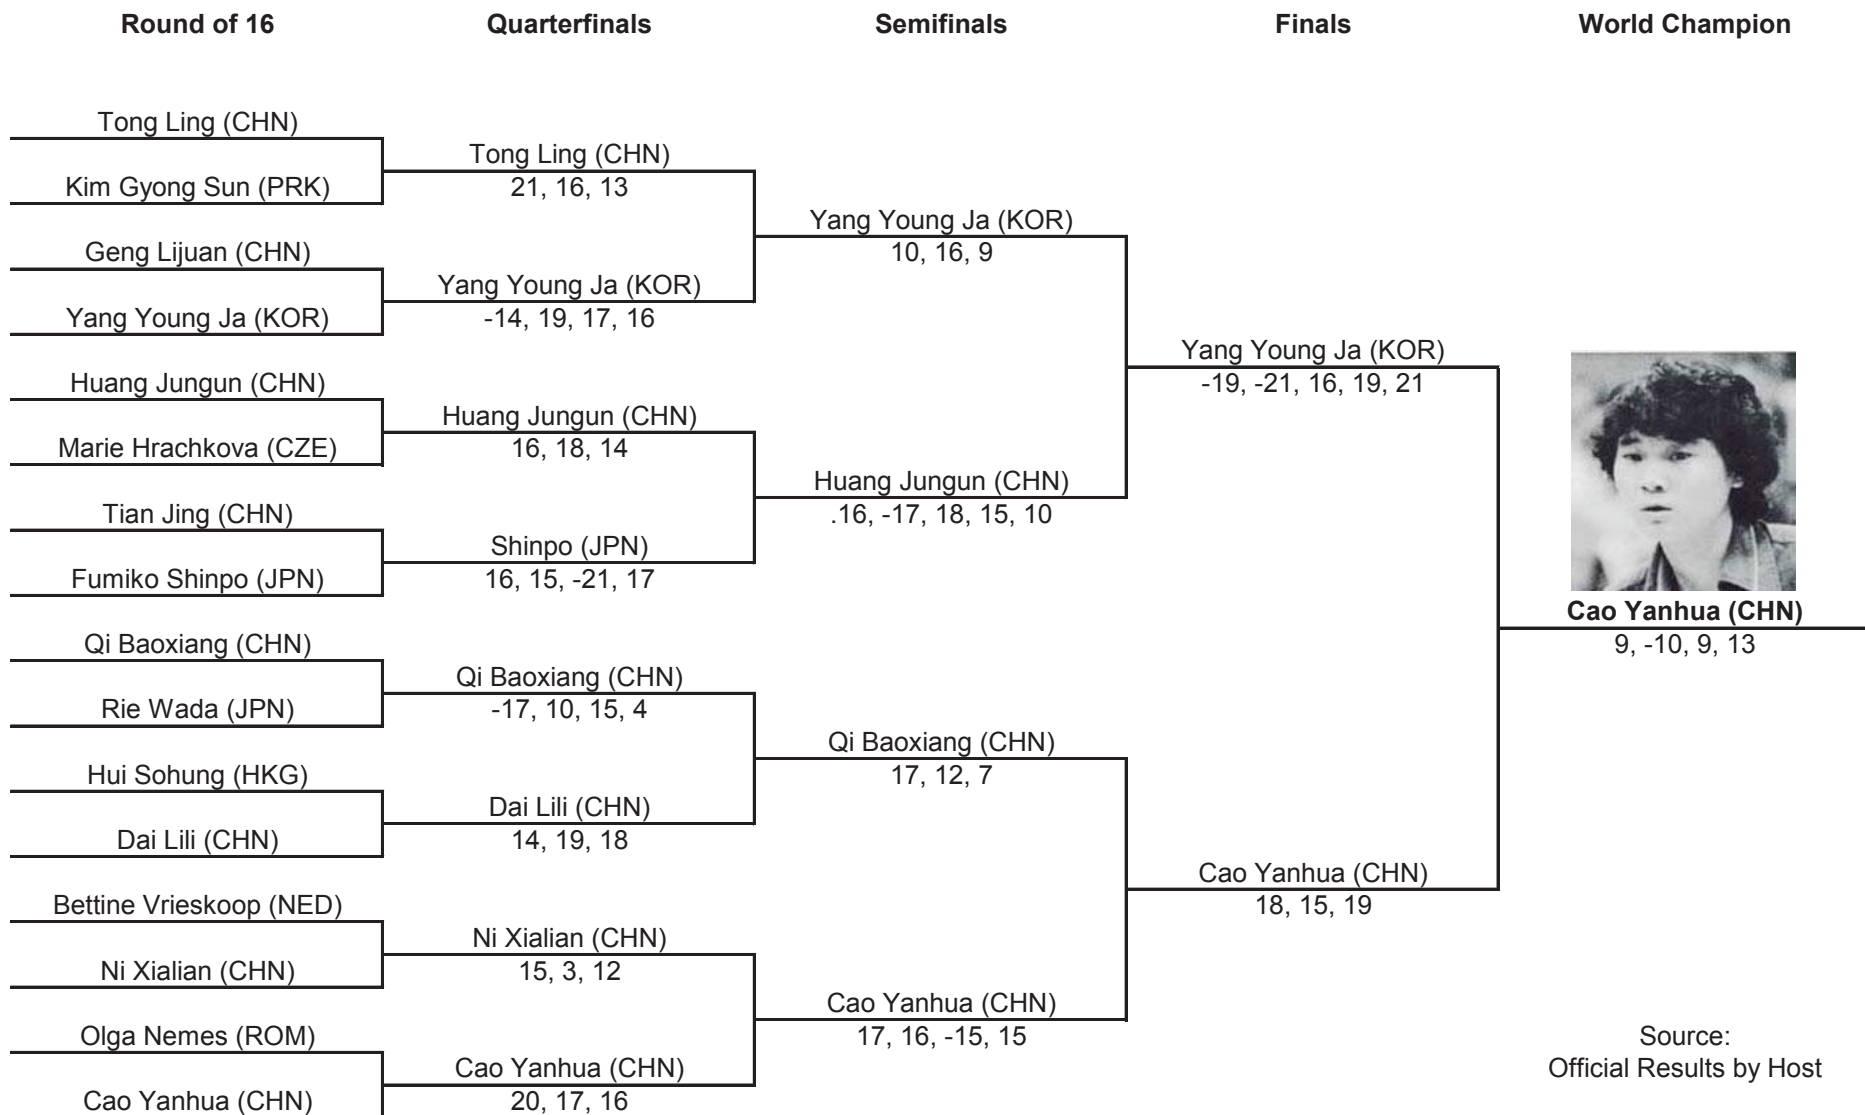 Round of 16
Quarterfinals
Semifinals
Finals
World Champion
Tong Ling (CHN)
Kim Gyong Sun (PRK)
Geng Lijuan (CHN)
Yang Young Ja (KOR)
Huang Jungun (CHN)
Marie Hrachkova (CZE)
Tian Jing (CHN)
Fumiko Shinpo (JPN)
Qi Baoxiang (CHN)
Rie Wada (JPN)
Hui Sohung (HKG)
Dai Lili (CHN)
Bettine Vrieskoop (NED)
Ni Xialian (CHN)
Olga Nemes (ROM)
Cao Yanhua (CHN)
Tong Ling (CHN)
21, 16, 13
Yang Young Ja (KOR)
-14, 19, 17, 16
Huang Jungun (CHN)
16, 18, 14
Shinpo (JPN)
16, 15, -21, 17
Qi Baoxiang (CHN)
-17, 10, 15, 4
Dai Lili (CHN)
14, 19, 18
Ni Xialian (CHN)
15, 3, 12
Cao Yanhua (CHN)
20, 17, 16
Yang Young Ja (KOR)
10, 16, 9
Huang Jungun (CHN)
.16, -17, 18, 15, 10
Qi Baoxiang (CHN)
17, 12, 7
Cao Yanhua (CHN)
17, 16, -15, 15
Yang Young Ja (KOR)
-19, -21, 16, 19, 21
Cao Yanhua (CHN)
18, 15, 19
Cao Yanhua (CHN)
9, -10, 9, 13
Source:
Official Results by Host